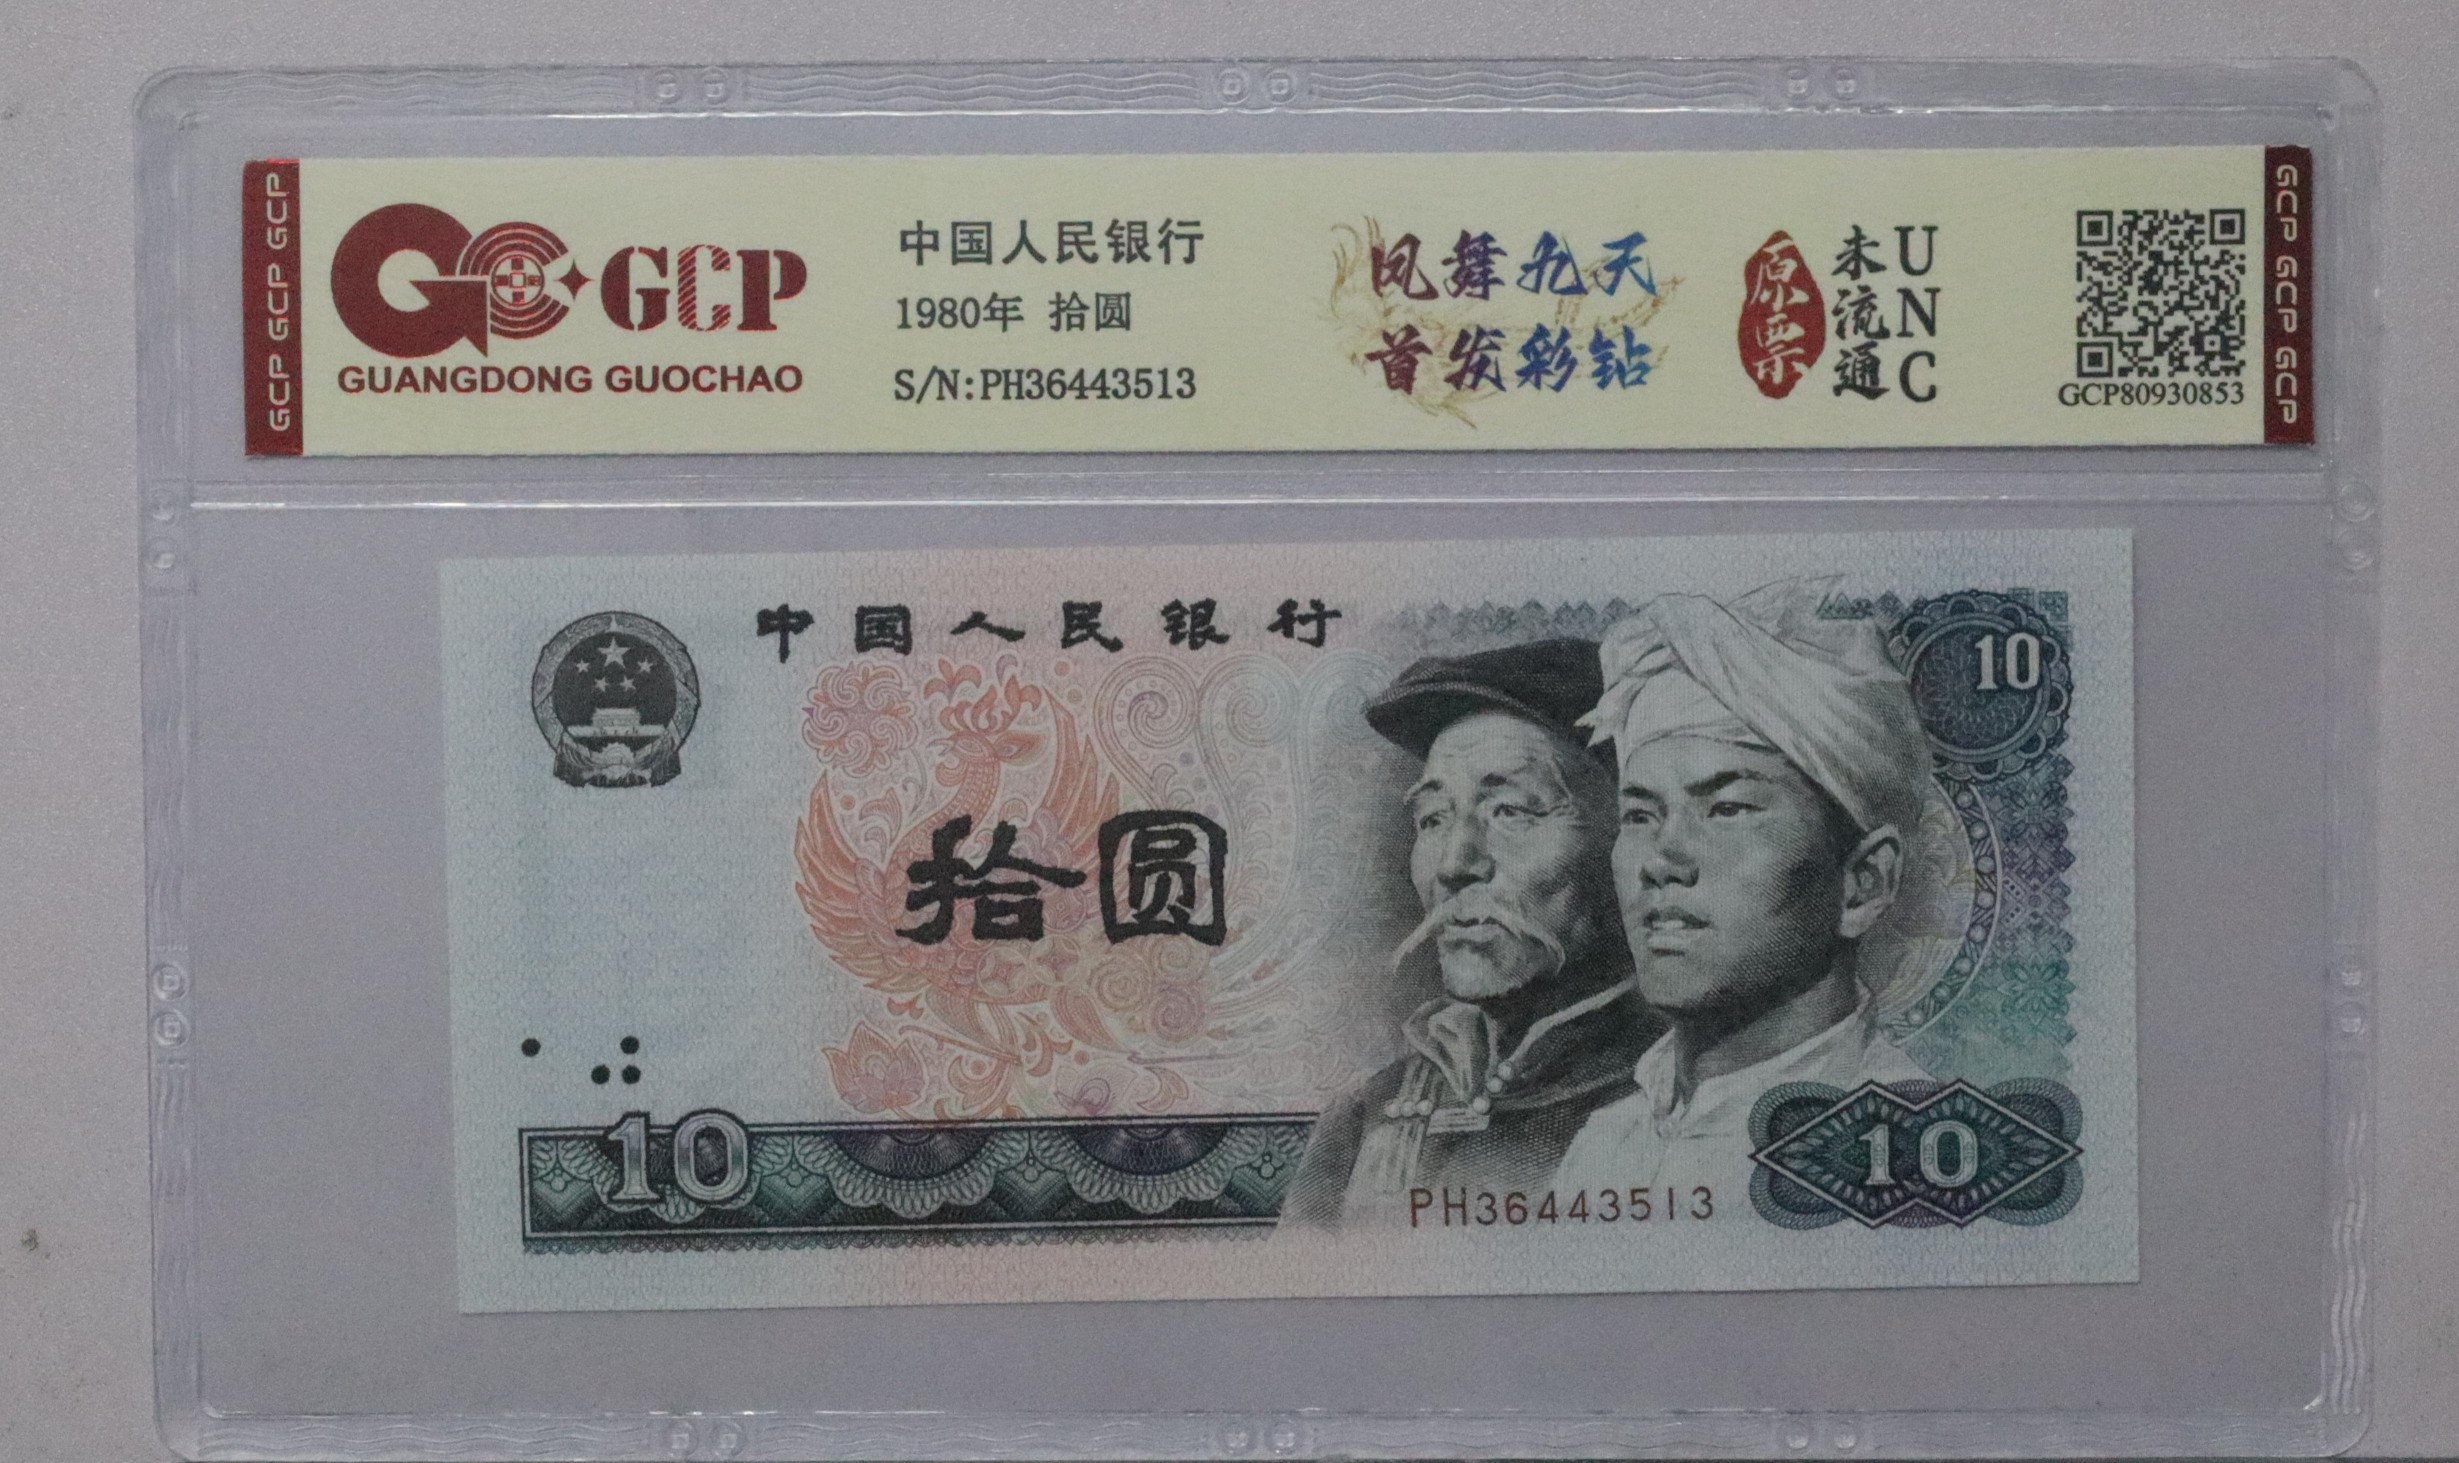 GCP GCP GCP
GCP
GUANGDONG GUOCHAO
中国人民银行
1980年 拾圆
S/N:PH36443513
凤舞九天
首发彩钻
原票
未流通
UNC
GCP80930853
GCP GCP GCP
中国人民银行
10
拾圆
10
PH36443513
10